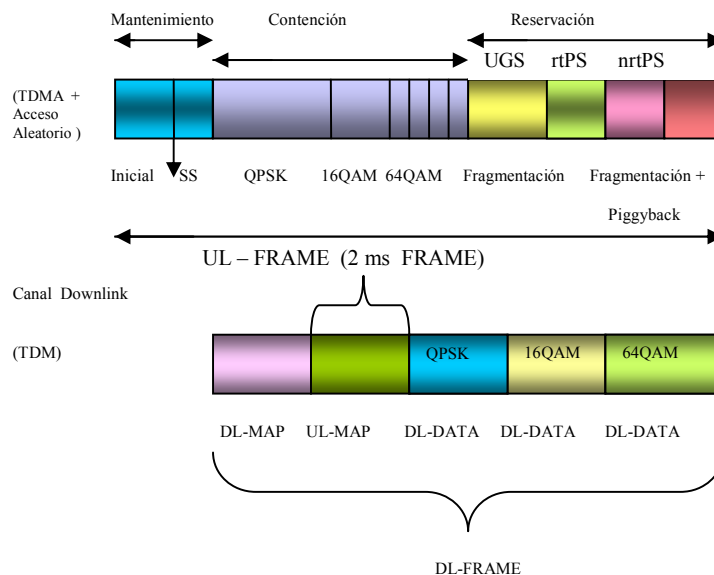 Mantenimiento Contención Reservación
UGS rtPS nrtPS
(TDMA +
Acceso
Aleatorio )
Inicial SS QPSK 16QAM 64QAM Fragmentación Fragmentación +
Piggyback
UL – FRAME (2 ms FRAME)
Canal Downlink
(TDM)
QPSK 16QAM 64QAM
DL-MAP UL-MAP DL-DATA DL-DATA DL-DATA
DL-FRAME